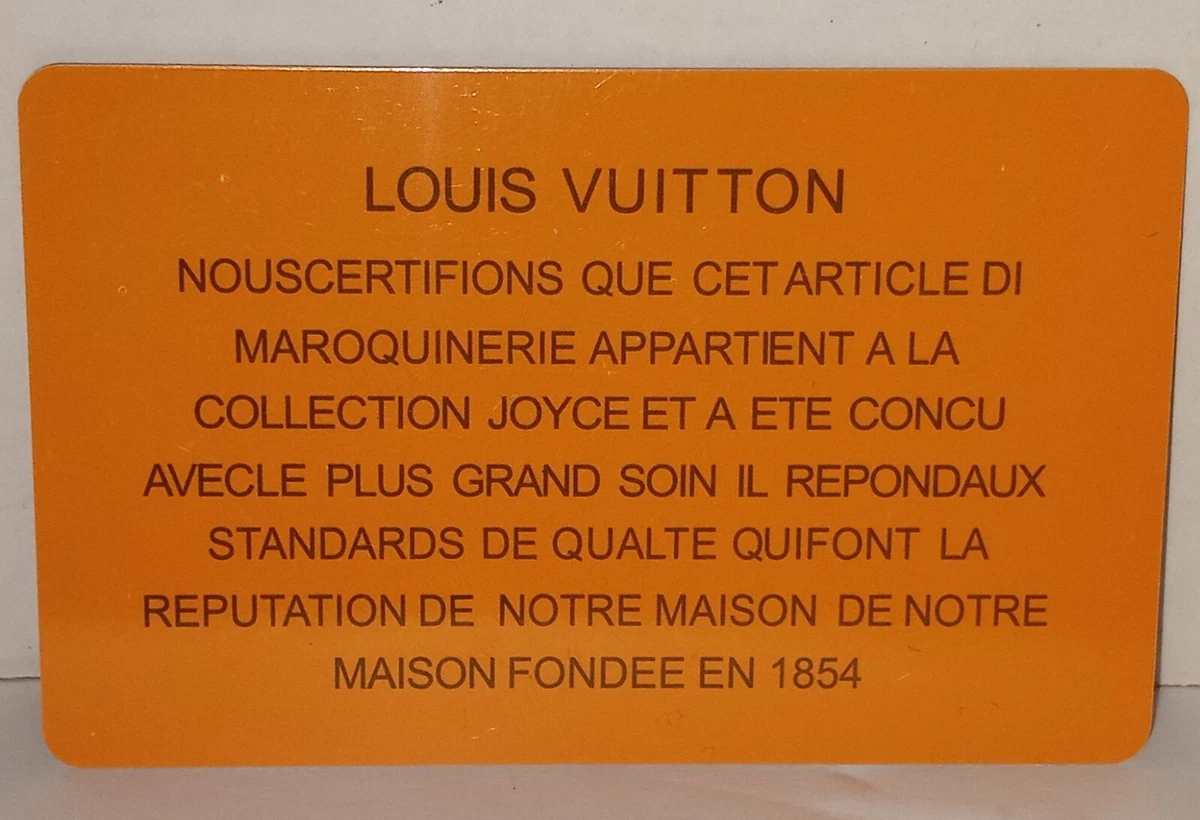 LOUIS VUITTON
NOUSCERTIFIONS QUE CET ARTICLE DI
MAROQUINERIE APPARTIENT A LA
COLLECTION JOYCE ET A ETE CONCU
AVECLE PLUS GRAND SOIN IL REPONDAUX
STANDARDS DE QUALTE QUIFONT LA
REPUTATION DE NOTRE MAISON DE NOTRE
MAISON FONDEE EN 1854